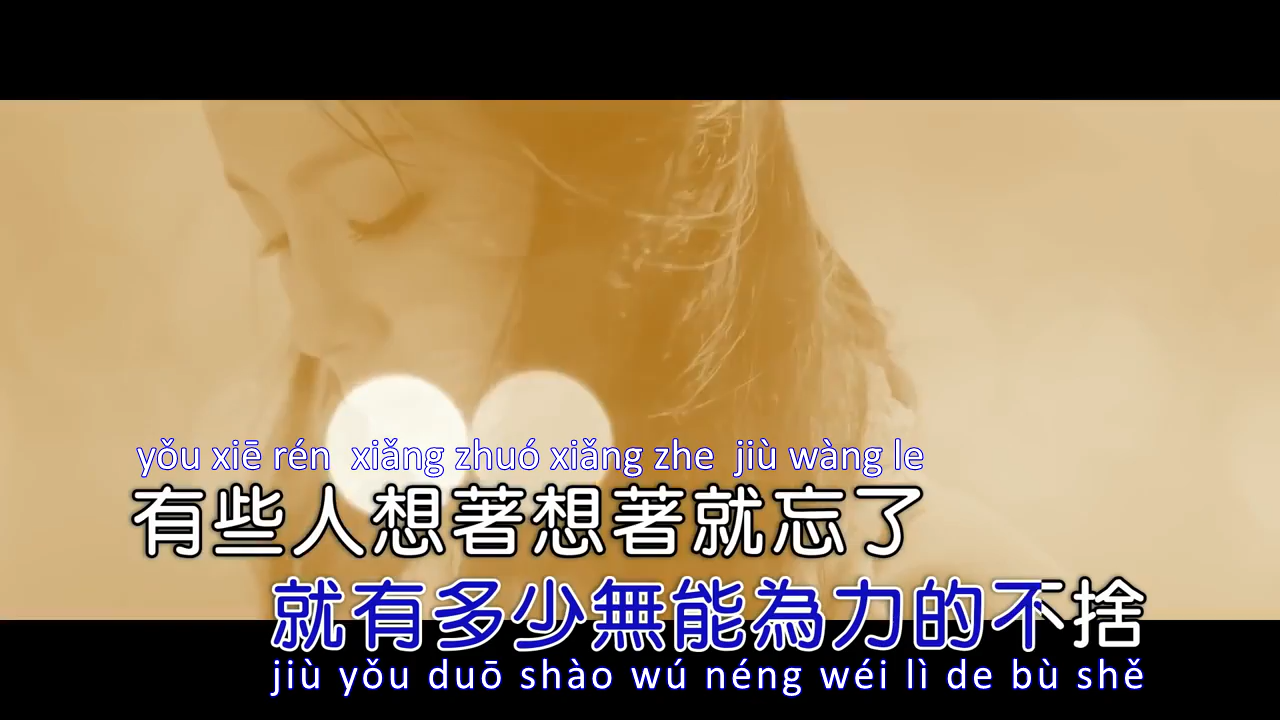 yǒu xiē rén xiǎng zhuó xiǎng zhe jiù wàng le
有些人想著想著就忘了
就有多少無能為力的不捨
jiù yǒu duō shào wú néng wéi lì de bù shě